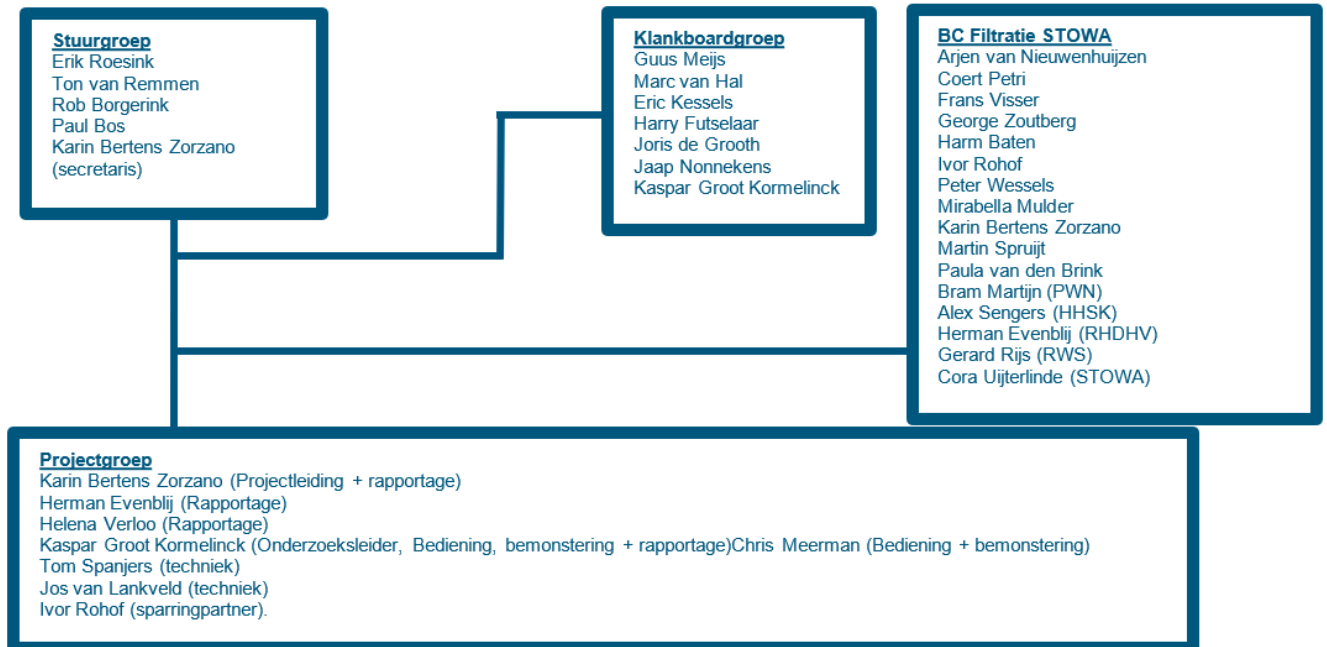 Stuurgroep
Erik Roesink
Ton van Remmen
Rob Borgerink
Paul Bos
Karin Bertens Zorzano
(secretaris)
Klankboardgroep
Guus Meijs
Marc van Hal
Eric Kessels
Harry Futselaar
Joris de Grooth
Jaap Nonnekens
Kaspar Groot Kormelinck
BC Filtratie STOWA
Arjen van Nieuwenhuijzen
Coert Petri
Frans Visser
George Zoutberg
Harm Baten
Ivor Rohof
Peter Wessels
Mirabella Mulder
Karin Bertens Zorzano
Martin Spruijt
Paula van den Brink
Bram Martijn (PWN)
Alex Sengers (HHSK)
Herman Evenblij (RHDHV)
Gerard Rijs (RWS)
Cora Uijterlinde (STOWA)
Projectgroep
Karin Bertens Zorzano (Projectleiding + rapportage)
Herman Evenblij (Rapportage)
Helena Verloo (Rapportage)
Kaspar Groot Kormelinck (Onderzoeksleider, Bediening, bemonstering + rapportage)Chris Meerman (Bediening + bemonstering)
Tom Spanjers (techniek)
Jos van Lankveld (techniek)
Ivor Rohof (sparringpartner).